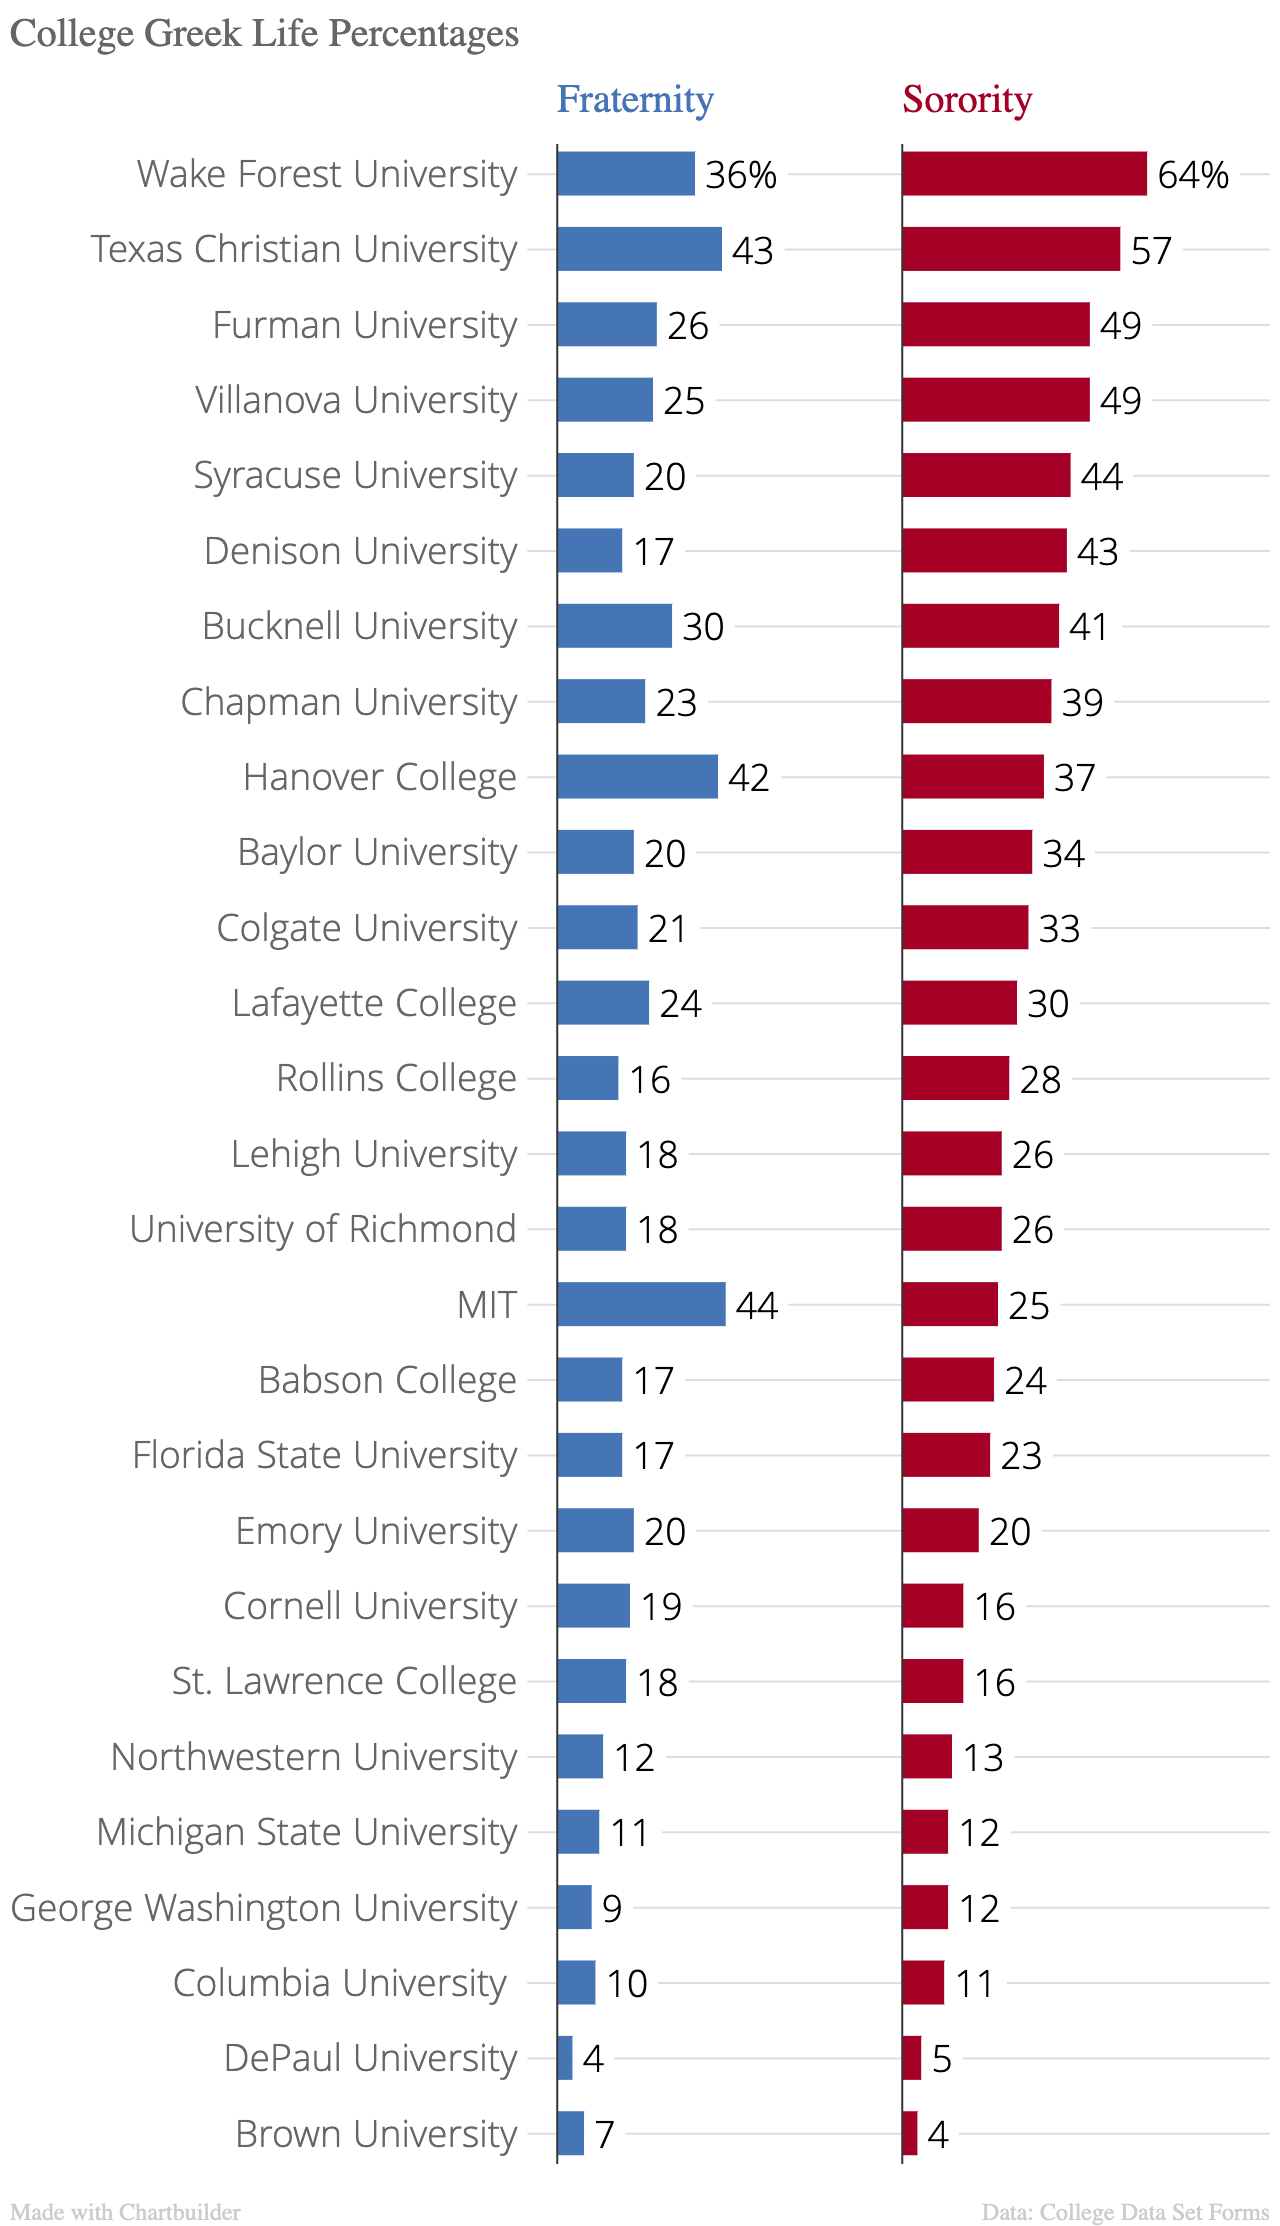 College Greek Life Percentages
Fraternity Sorority
Wake Forest University 36% 64%
Texas Christian University 43 57
Furman University 26 49
Villanova University 25 49
Syracuse University 20 44
Denison University 17 43
Bucknell University 30 41
Chapman University 23 39
Hanover College 42 37
Baylor University 20 34
Colgate University 21 33
Lafayette College 24 30
Rollins College 16 28
Lehigh University 18 26
University of Richmond 18 26
MIT 44 25
Babson College 17 24
Florida State University 17 23
Emory University 20 20
Cornell University 19 16
St. Lawrence College 18 16
Northwestern University 12 13
Michigan State University 11 12
George Washington University 9 12
Columbia University 10 11
DePaul University 4 5
Brown University 7 4
Made with Chartbuilder Data: College Data Set Forms